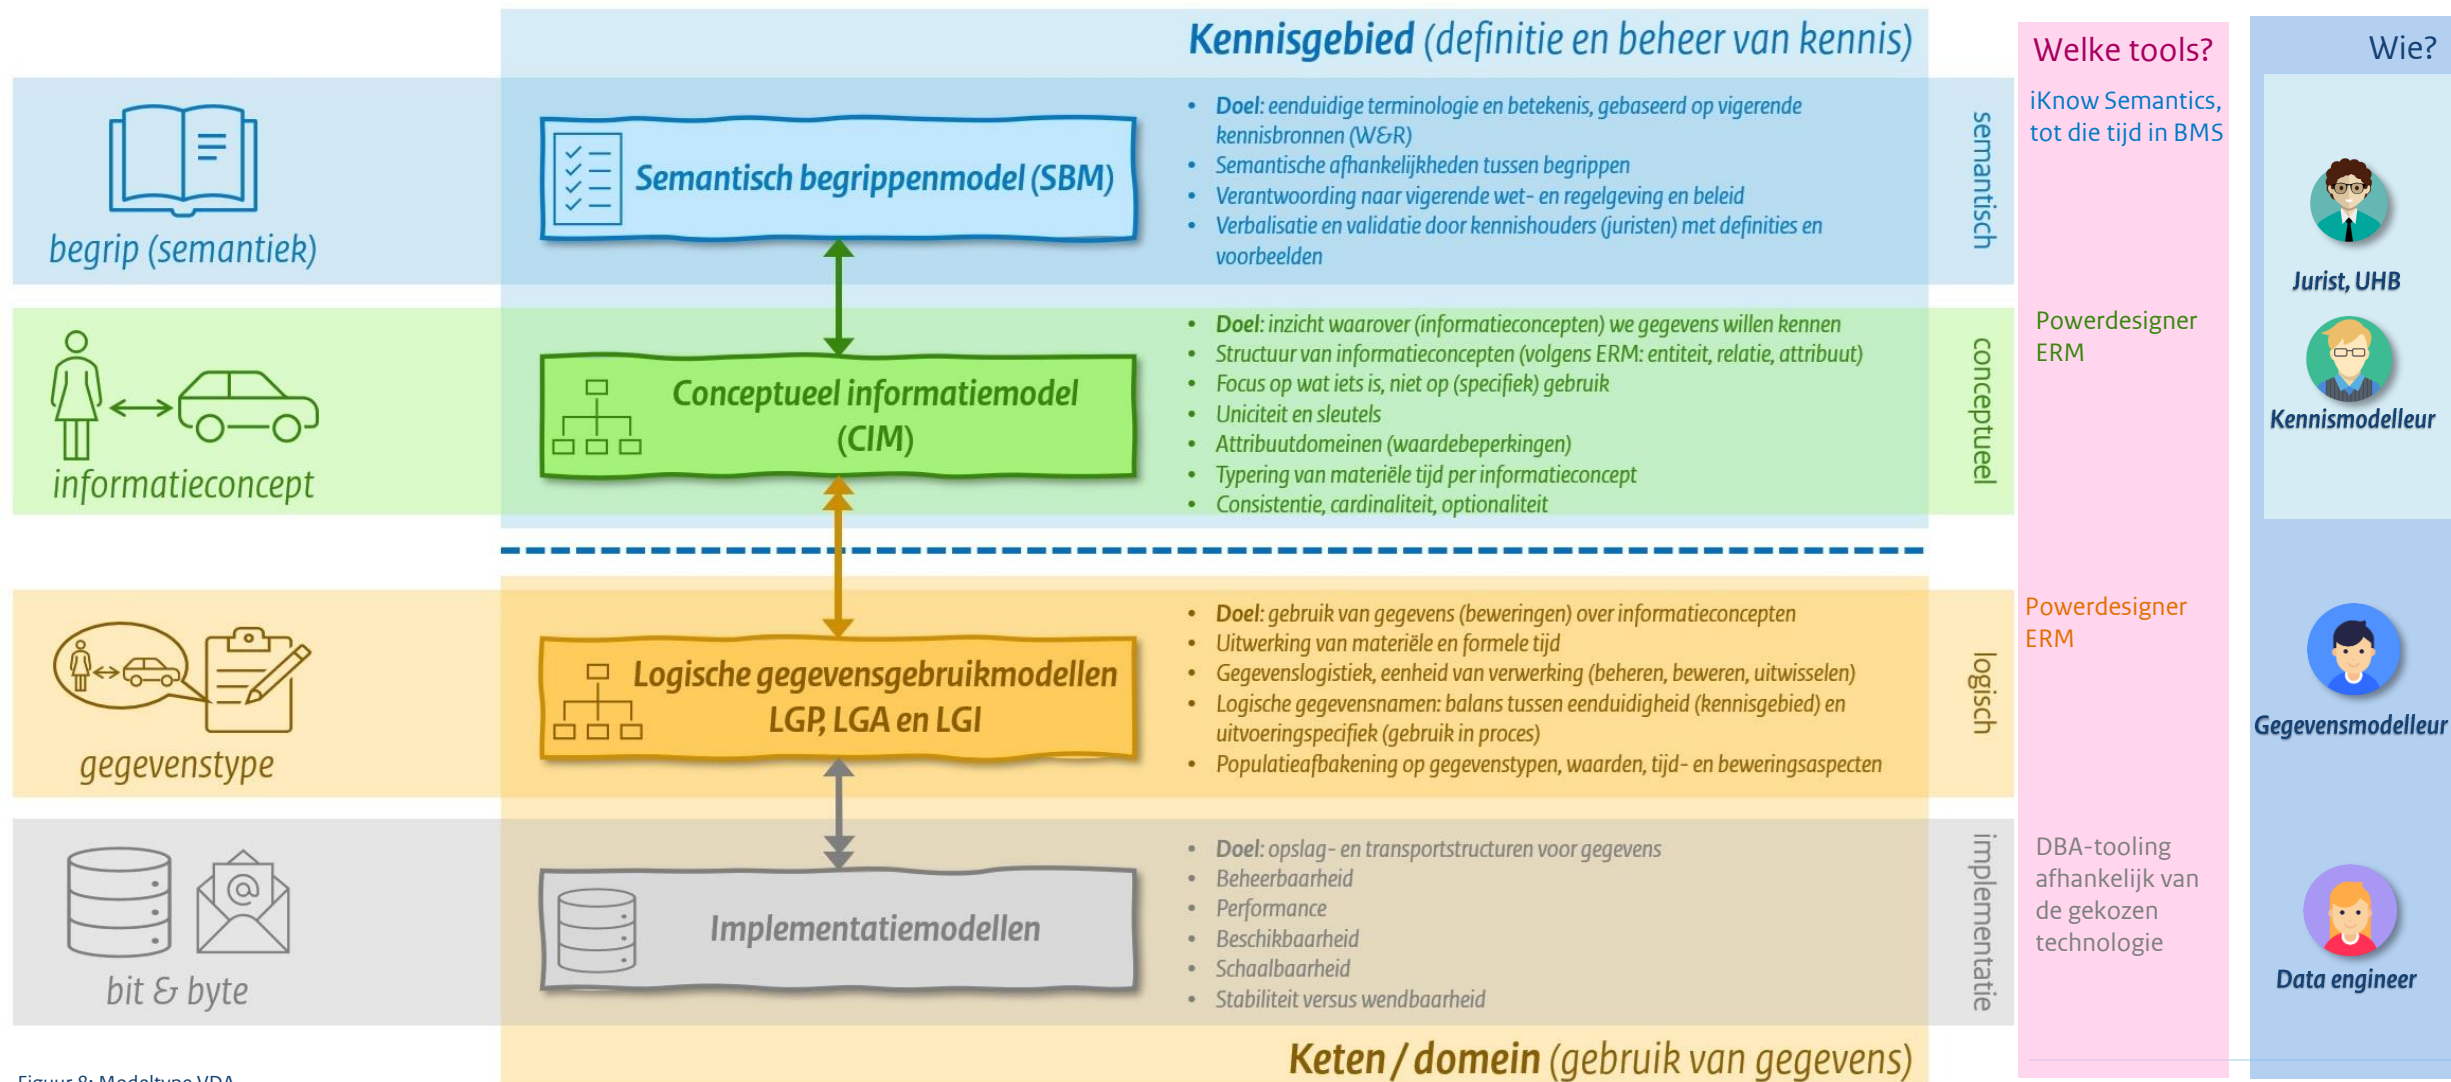 Kennisgebied (definitie en beheer van kennis)
Welke tools?
Wie?
begrip (semantiek)
Semantisch begrippenmodel (SBM)
• Doel: eenduidige terminologie en betekenis, gebaseerd op vigerende
kennisbronnen (W&R)
• Semantische afhankelijkheden tussen begrippen
• Verantwoording naar vigerende wet- en regelgeving en beleid
• Verbalisatie en validatie door kennishouders (juristen) met definities en
voorbeelden
semantisch
iKnow Semantics,
tot die tijd in BMS
Jurist, UHB
informatieconcept
Conceptueel informatiemodel
(CIM)
• Doel: inzicht waarover (informatieconcepten) we gegevens willen kennen
• Structuur van informatieconcepten (volgens ERM: entiteit, relatie, attribuut)
• Focus op wat iets is, niet op (specifiek) gebruik
• Uniciteit en sleutels
• Attribuutdomeinen (waardebeperkingen)
• Typering van materiële tijd per informatieconcept
• Consistentie, cardinaliteit, optionaliteit
conceptueel
Powerdesigner
ERM
Kennismodelleur
gegevenstype
Logische gegevensgebruikmodellen
LGP, LGA en LGI
• Doel: gebruik van gegevens (beweringen) over informatieconcepten
• Uitwerking van materiële en formele tijd
• Gegevenslogistiek, eenheid van verwerking (beheren, beweren, uitwisselen)
• Logische gegevensnamen: balans tussen eenduidigheid (kennisgebied) en
uitvoeringspecifiek (gebruik in proces)
• Populatieafbakening op gegevenstypen, waarden, tijd- en beweringsaspecten
logisch
Powerdesigner
ERM
Gegevensmodelleur
bit & byte
@
Implementatiemodellen
• Doel: opslag- en transportstructuren voor gegevens
• Beheerbaarheid
• Performance
• Beschikbaarheid
• Schaalbaarheid
• Stabiliteit versus wendbaarheid
implementatie
DBA-tooling
afhankelijk van
de gekozen
technologie
Data engineer
Keten / domein (gebruik van gegevens)
Figuur 8: Modeltype VDA